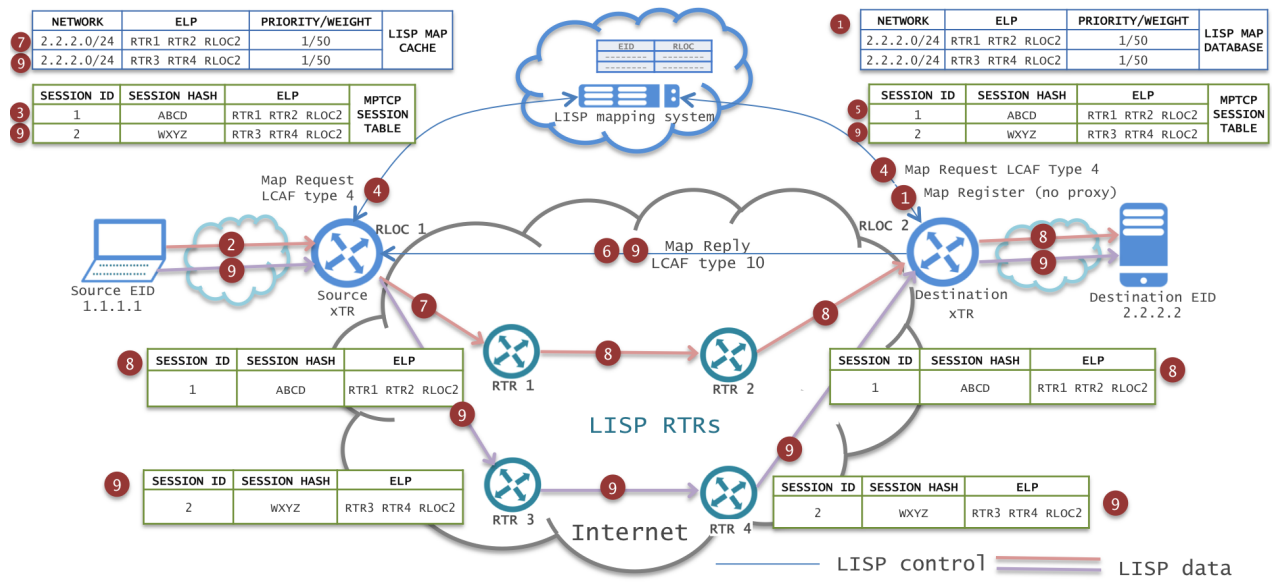 NETWORK ELP PRIORITY/WEIGHT LISP MAP CACHE
7 2.2.2.0/24 RTR1 RTR2 RLOC2 1/50
9 2.2.2.0/24 RTR3 RTR4 RLOC2 1/50
SESSION ID SESSION HASH ELP MPTCP SESSION TABLE
3 1 ABCD RTR1 RTR2 RLOC2
9 2 WXYZ RTR3 RTR4 RLOC2
EID RLOC
-------- --------
-------- --------
LISP mapping system
1
NETWORK ELP PRIORITY/WEIGHT LISP MAP DATABASE
2.2.2.0/24 RTR1 RTR2 RLOC2 1/50
2.2.2.0/24 RTR3 RTR4 RLOC2 1/50
SESSION ID SESSION HASH ELP MPTCP SESSION TABLE
5 1 ABCD RTR1 RTR2 RLOC2
9 2 WXYZ RTR3 RTR4 RLOC2
Map Request
LCAF type 4
4
4 Map Request LCAF Type 4
1 Map Register (no proxy)
RLOC 1
RLOC 2
2
9
6 9 Map Reply
LCAF type 10
8
9
Source EID
1.1.1.1
Source
xTR
Destination
xTR
Destination EID
2.2.2.2
7
8
8
RTR 1
RTR 2
8
SESSION ID SESSION HASH ELP
1 ABCD RTR1 RTR2 RLOC2
SESSION ID SESSION HASH ELP
1 ABCD RTR1 RTR2 RLOC2
8
LISP RTRs
9
9
9
RTR 3
RTR 4
9
SESSION ID SESSION HASH ELP
2 WXYZ RTR3 RTR4 RLOC2
SESSION ID SESSION HASH ELP
2 WXYZ RTR3 RTR4 RLOC2
9
Internet
LISP control
LISP data